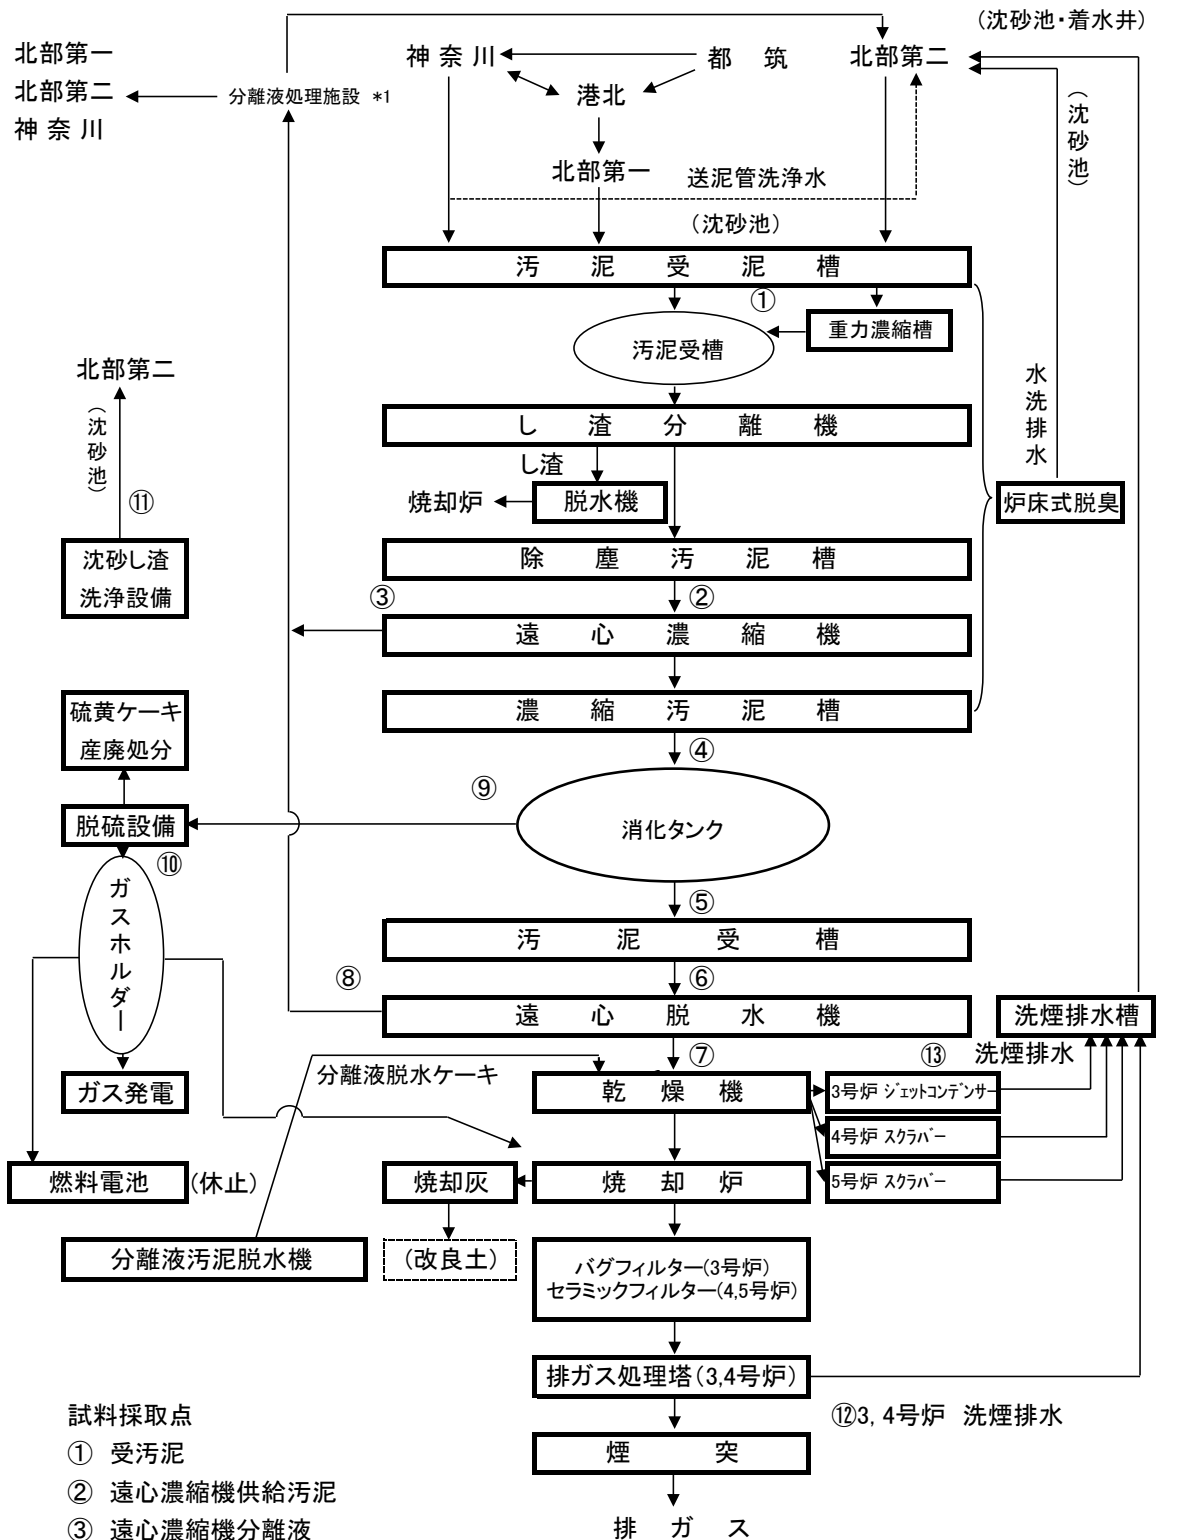 (沈砂池・着水井)
北部第一
北部第二
神 奈 川
分離液処理施設 *1
神 奈 川
都 筑
北部第二
港北
北部第一
送泥管洗浄水
(沈砂池)
(沈砂池)
汚 泥 受 泥 槽
①
重力濃縮槽
汚泥受槽
北部第二
(沈砂池)
⑪
水洗排水
し 渣 分 離 機
し渣
焼却炉
脱水機
炉床式脱臭
沈砂し渣
洗浄設備
除 塵 汚 泥 槽
③
②
遠 心 濃 縮 機
硫黄ケーキ
産廃処分
濃 縮 汚 泥 槽
④
⑨
脱硫設備
消化タンク
⑩
ガスホルダー
⑤
汚 泥 受 槽
⑧
⑥
遠 心 脱 水 機
洗煙排水槽
⑦
⑬ 洗煙排水
ガス発電
分離液脱水ケーキ
乾 燥 機
3号炉 ジェットコンデンサー
4号炉 スクラバー
5号炉 スクラバー
燃料電池
(休止)
焼却灰
焼 却 炉
分離液汚泥脱水機
(改良土)
バグフィルター(3号炉)
セラミックフィルター(4,5号炉)
排ガス処理塔(3,4号炉)
⑫3, 4号炉 洗煙排水
煙 突
排 ガ ス
試料採取点
① 受汚泥
② 遠心濃縮機供給汚泥
③ 遠心濃縮機分離液